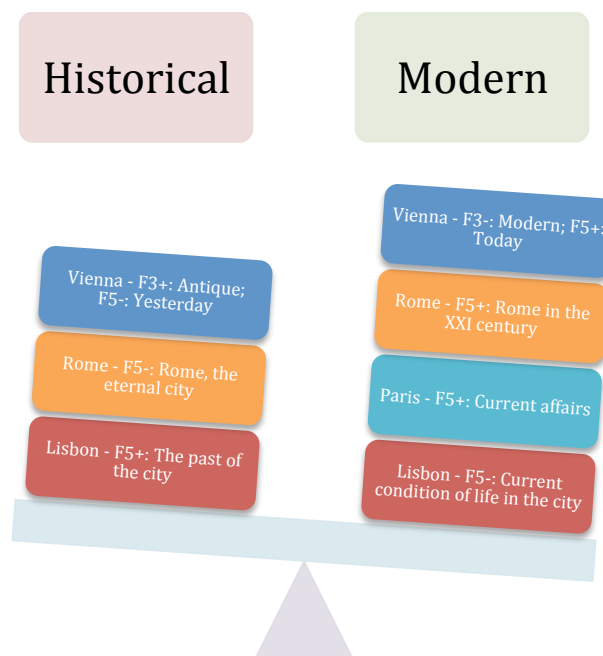 Historical
Modern
Vienna - F3+: Antique;
F5-: Yesterday
Rome - F5-: Rome, the
eternal city
Lisbon - F5+: The past of
the city
Vienna - F3-: Modern; F5+:
Today
Rome - F5+: Rome in the
XXI century
Paris - F5+: Current affairs
Lisbon - F5-: Current
condition of life in the city